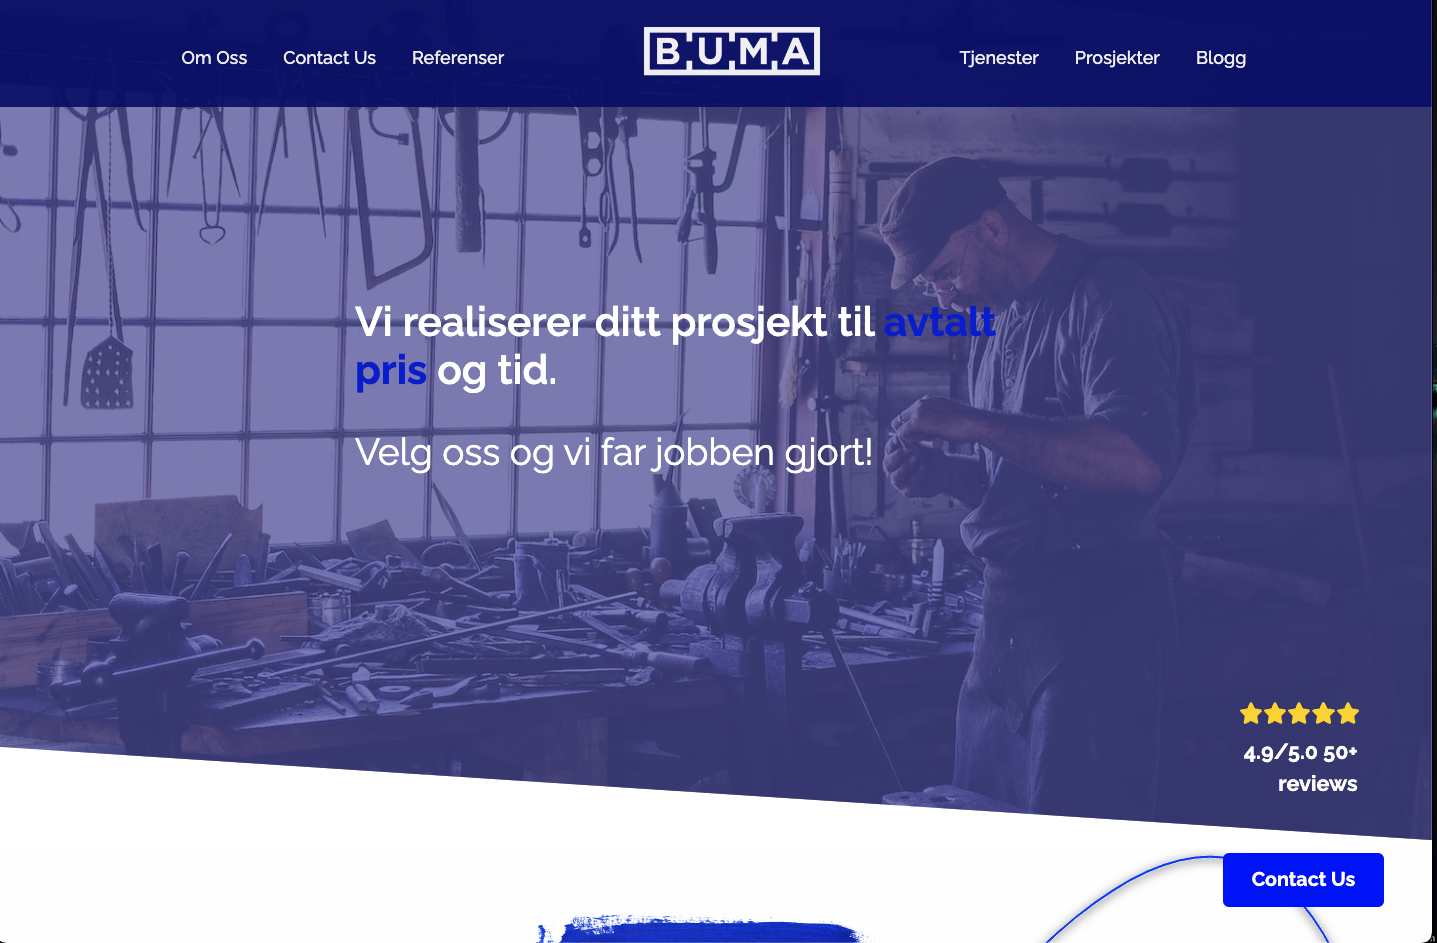 Om Oss
Contact Us
Referenser
BUMA
Tjenester
Prosjekter
Blogg
Vi realiserer ditt prosjekt til avtalt
pris og tid.
Velg oss og vi far jobben gjort!
4.9/5.0 50+
reviews
Contact Us